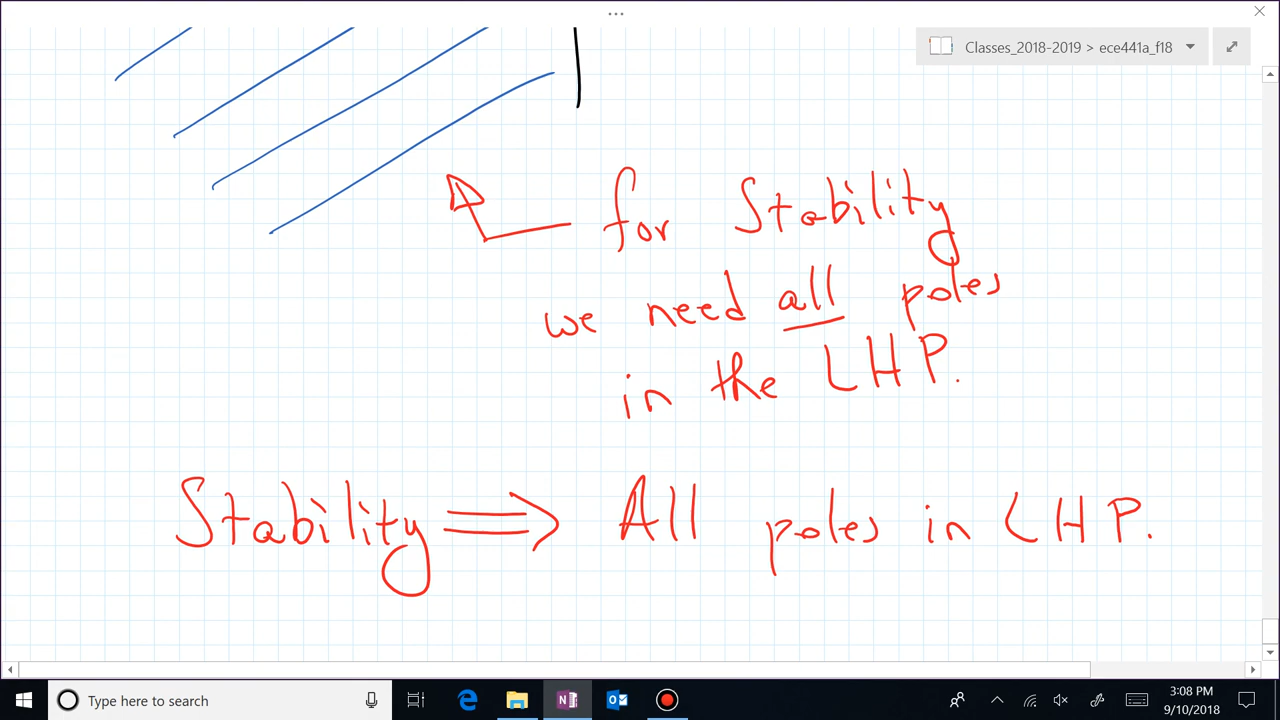 Classes_2018-2019 > ece441a_f18
for Stability
we need all poles
in the LHP.
Stability ⟹ All poles in LHP.
Type here to search
3:08 PM
9/10/2018